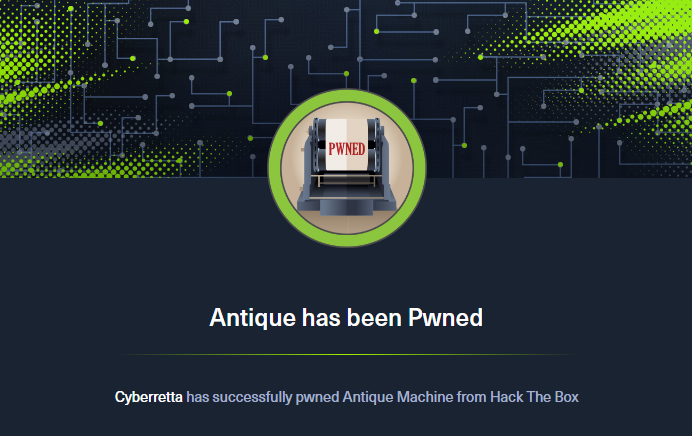 PWNED
Antique has been Pwned
Cyberretta has successfully pwned Antique Machine from Hack The Box